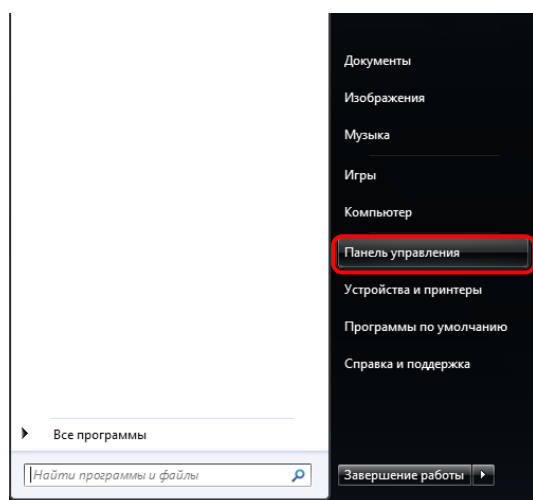 Документы
Изображения
Музыка
Игры
Компьютер
Панель управления
Устройства и принтеры
Программы по умолчанию
Справка и поддержка
Все программы
Найти программы и файлы
Завершение работы